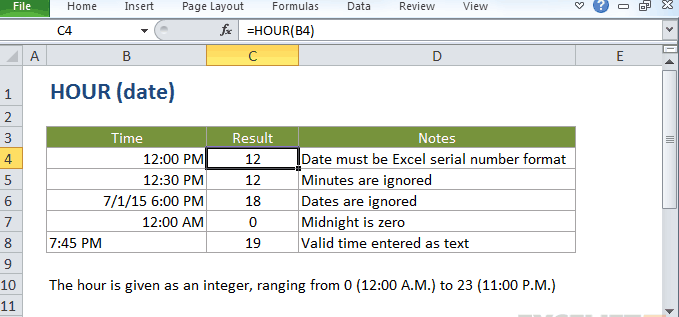 File Home Insert Page Layout Formulas Data Review View
C4 fx =HOUR(B4)
A B C D E
1 HOUR (date)
2
3 Time Result Notes
4 12:00 PM 12 Date must be Excel serial number format
5 12:30 PM 12 Minutes are ignored
6 7/1/15 6:00 PM 18 Dates are ignored
7 12:00 AM 0 Midnight is zero
8 7:45 PM 19 Valid time entered as text
9
10 The hour is given as an integer, ranging from 0 (12:00 A.M.) to 23 (11:00 P.M.)
11